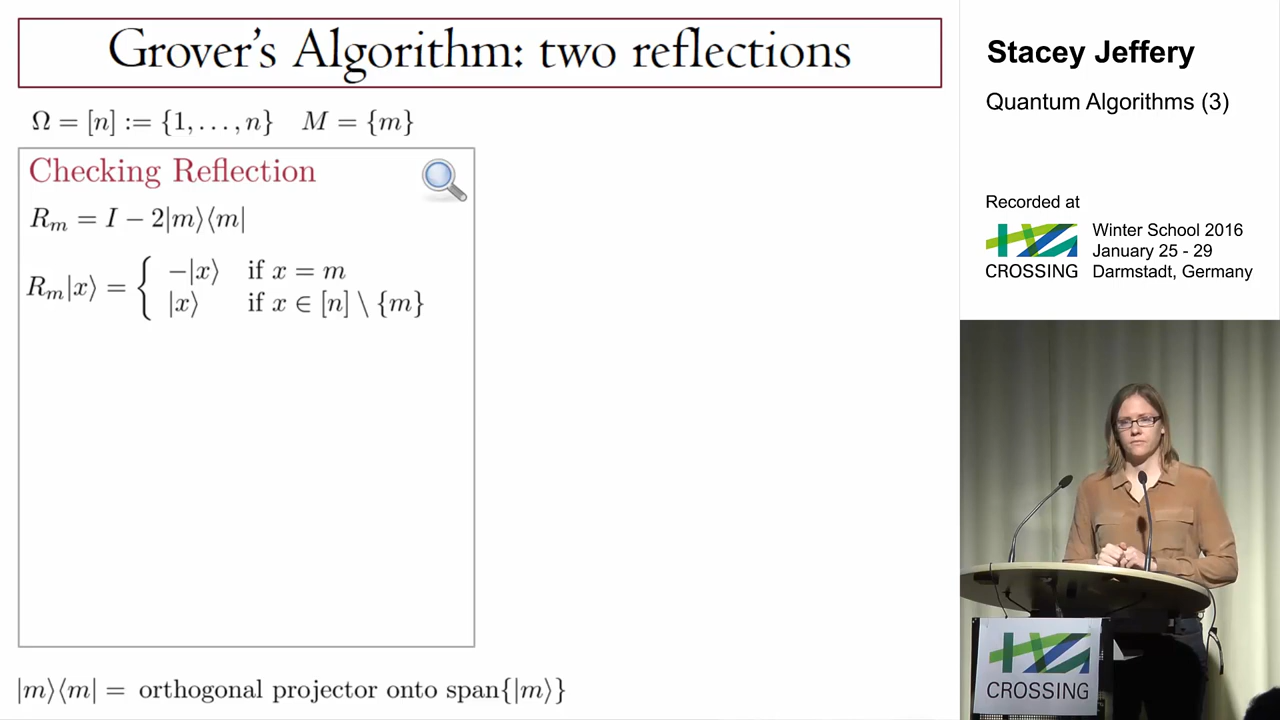 Grover's Algorithm: two reflections
Ω = [n] := {1, . . . , n} M = {m}
Checking Reflection
R_m = I − 2|m⟩⟨m|
R_m|x⟩ = { −|x⟩ if x = m
|x⟩ if x ∈ [n] \ {m}
|m⟩⟨m| = orthogonal projector onto span{|m⟩}
Stacey Jeffery
Quantum Algorithms (3)
Recorded at
CROSSING
Winter School 2016
January 25 - 29
Darmstadt, Germany
CROSSING